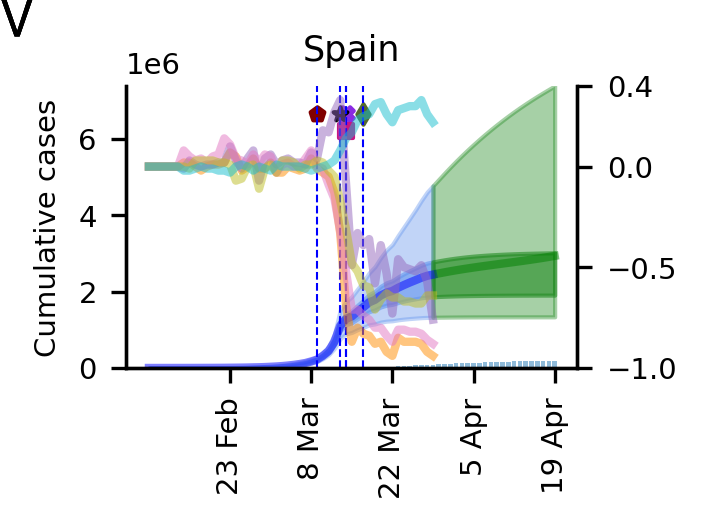 V
Spain
1e6
Cumulative cases
6
4
2
0
0.4
0.0
−0.5
−1.0
23 Feb
8 Mar
22 Mar
5 Apr
19 Apr